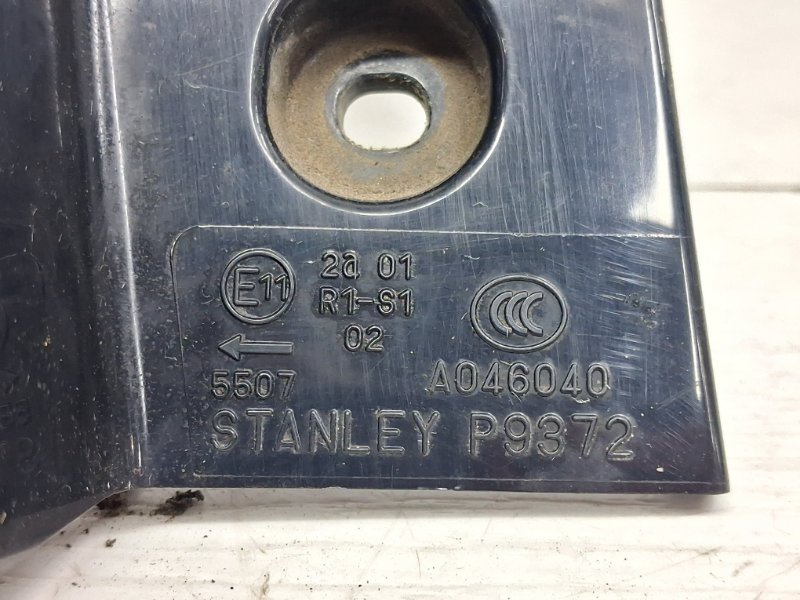 E11 2a 01
R1-S1
02
CCC
5507 A046040
STANLEY P9372